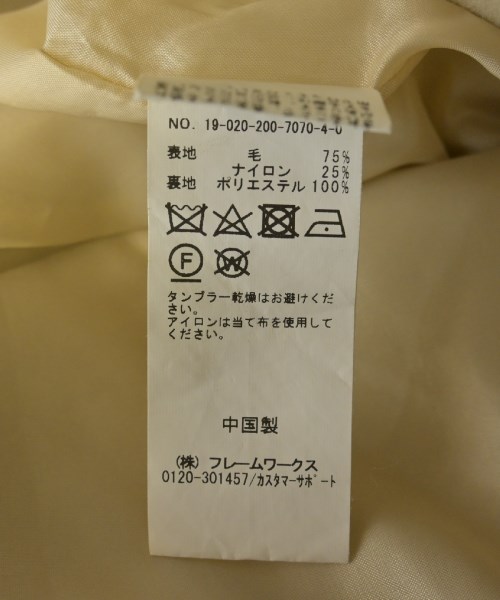 NO. 19-020-200-7070-4-0
表地 毛 75%
ナイロン 25%
裏地 ポリエステル 100%
F W
タンブラー乾燥はお避けくだ
さい。
アイロンは当て布を使用して
ください。
中国製
(株) フレームワークス
0120-301457/カスタマーサポート